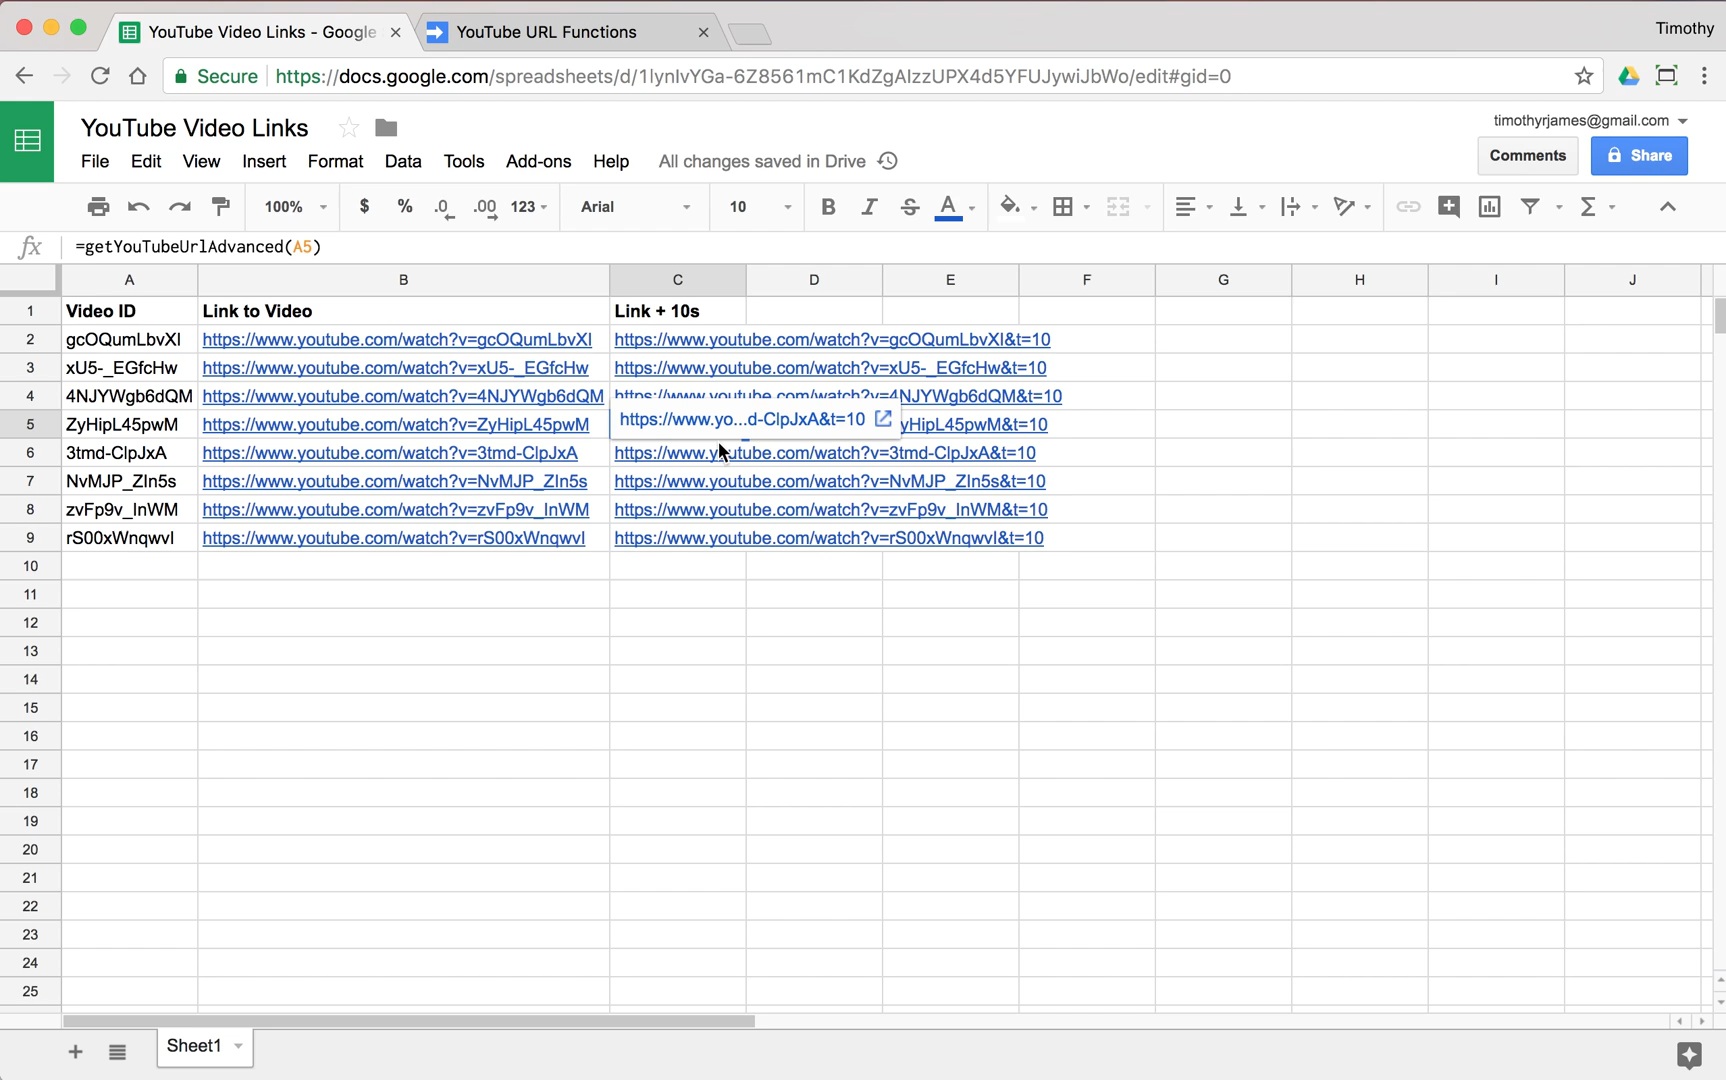 YouTube Video Links - Google
YouTube URL Functions
Timothy
Secure https://docs.google.com/spreadsheets/d/1lynlvYGa-6Z8561mC1KdZgAIzzUPX4d5YFUJywiJbWo/edit#gid=0
YouTube Video Links
timothyrjames@gmail.com
File Edit View Insert Format Data Tools Add-ons Help All changes saved in Drive
Comments
Share
100% $ % .0 .00 123 Arial 10 B I S A
fx =getYouTubeUrlAdvanced(A5)
A B C D E F G H I J
1 Video ID Link to Video Link + 10s
2 gcOQumLbvXI https://www.youtube.com/watch?v=gcOQumLbvXI https://www.youtube.com/watch?v=gcOQumLbvXI&t=10
3 xU5-_EGfcHw https://www.youtube.com/watch?v=xU5-_EGfcHw https://www.youtube.com/watch?v=xU5-_EGfcHw&t=10
4 4NJYWgb6dQM https://www.youtube.com/watch?v=4NJYWgb6dQM https://www.youtube.com/watch?v=4NJYWgb6dQM&t=10
https://www.yo...d-ClpJxA&t=10
5 ZyHipL45pwM https://www.youtube.com/watch?v=ZyHipL45pwM yHipL45pwM&t=10
6 3tmd-ClpJxA https://www.youtube.com/watch?v=3tmd-ClpJxA https://www.youtube.com/watch?v=3tmd-ClpJxA&t=10
7 NvMJP_ZIn5s https://www.youtube.com/watch?v=NvMJP_ZIn5s https://www.youtube.com/watch?v=NvMJP_ZIn5s&t=10
8 zvFp9v_InWM https://www.youtube.com/watch?v=zvFp9v_InWM https://www.youtube.com/watch?v=zvFp9v_InWM&t=10
9 rS00xWnqwvI https://www.youtube.com/watch?v=rS00xWnqwvI https://www.youtube.com/watch?v=rS00xWnqwvI&t=10
10
11
12
13
14
15
16
17
18
19
20
21
22
23
24
25
Sheet1